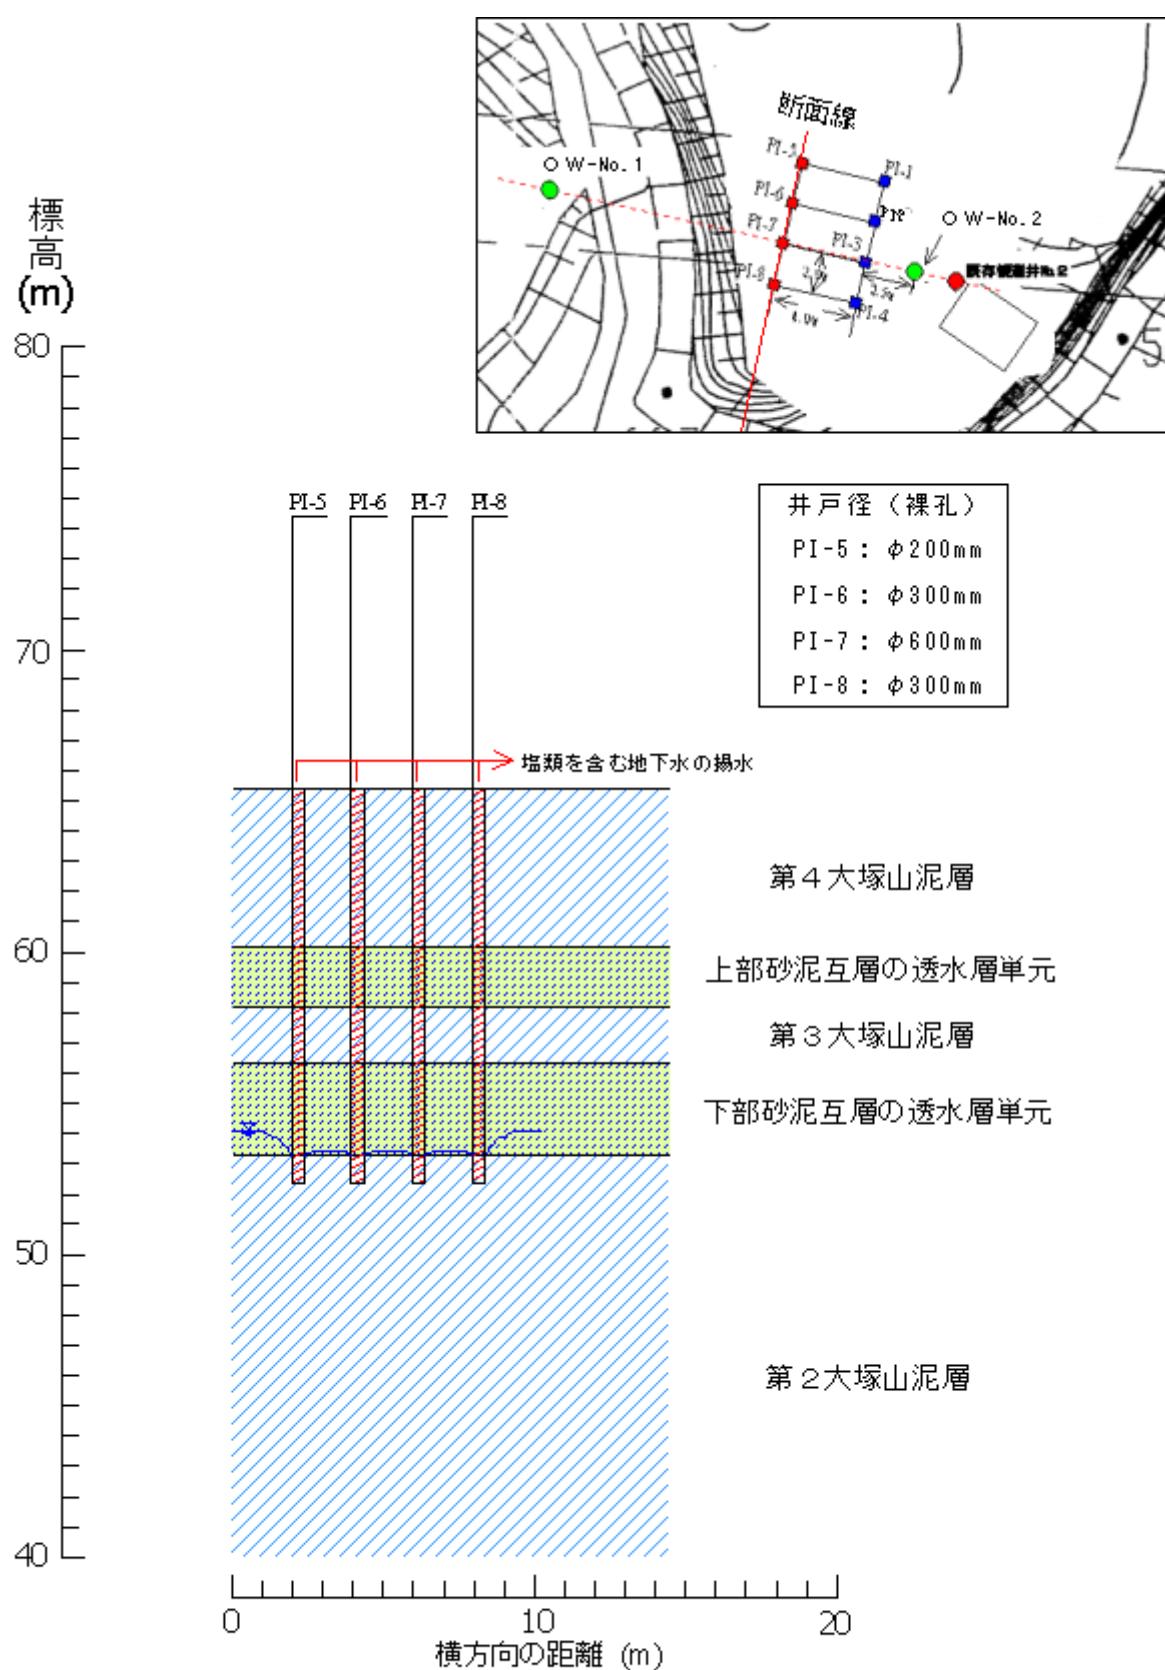 断面線
PI-5
PI-1
W-No.1
PI-6
PI-7
PI-3
W-No.2
PI-8
2.0m
2.5m
既存観測井No.2
4.0m
PI-4
標高
(m)
80
70
60
50
40
PI-5 PI-6 PI-7 PI-8
井戸径(裸孔)
PI-5:φ200mm
PI-6:φ300mm
PI-7:φ600mm
PI-8:φ300mm
塩類を含む地下水の揚水
第4大塚山泥層
上部砂泥互層の透水層単元
第3大塚山泥層
下部砂泥互層の透水層単元
第2大塚山泥層
0 10 20
横方向の距離 (m)